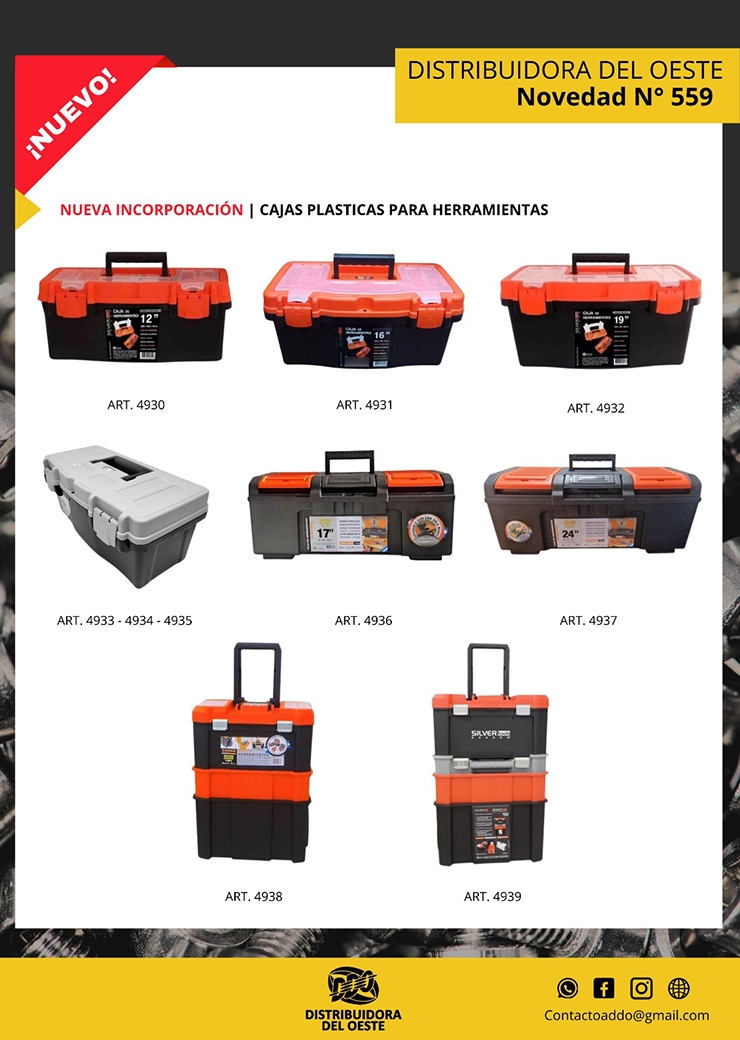 ¡NUEVO!
DISTRIBUIDORA DEL OESTE
Novedad N° 559
NUEVA INCORPORACIÓN | CAJAS PLASTICAS PARA HERRAMIENTAS
CAJA DE
HERRAMIENTAS
12"
CAJA DE
HERRAMIENTAS
16"
CAJA DE
HERRAMIENTAS
19"
ART. 4930
ART. 4931
ART. 4932
17"
24"
ART. 4933 - 4934 - 4935
ART. 4936
ART. 4937
HERRAMIENTAS
SILVER
ART. 4938
ART. 4939
DISTRIBUIDORA
DEL OESTE
Contactoaddo@gmail.com